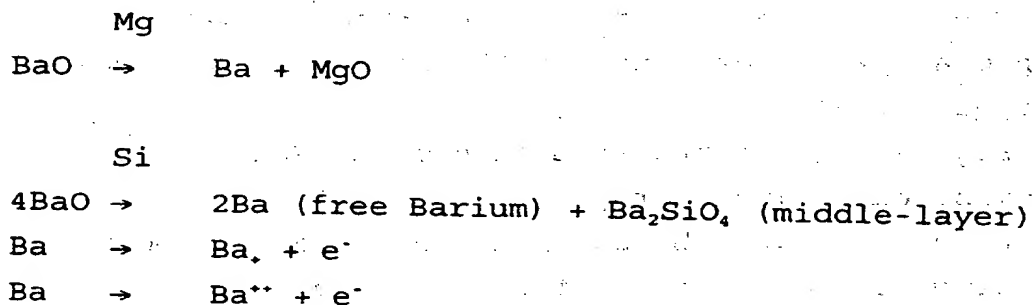 Mg
BaO → Ba + MgO
Si
4BaO → 2Ba (free Barium) + Ba₂SiO₄ (middle-layer)
Ba → Ba₊ + e⁻
Ba → Ba⁺⁺ + e⁻